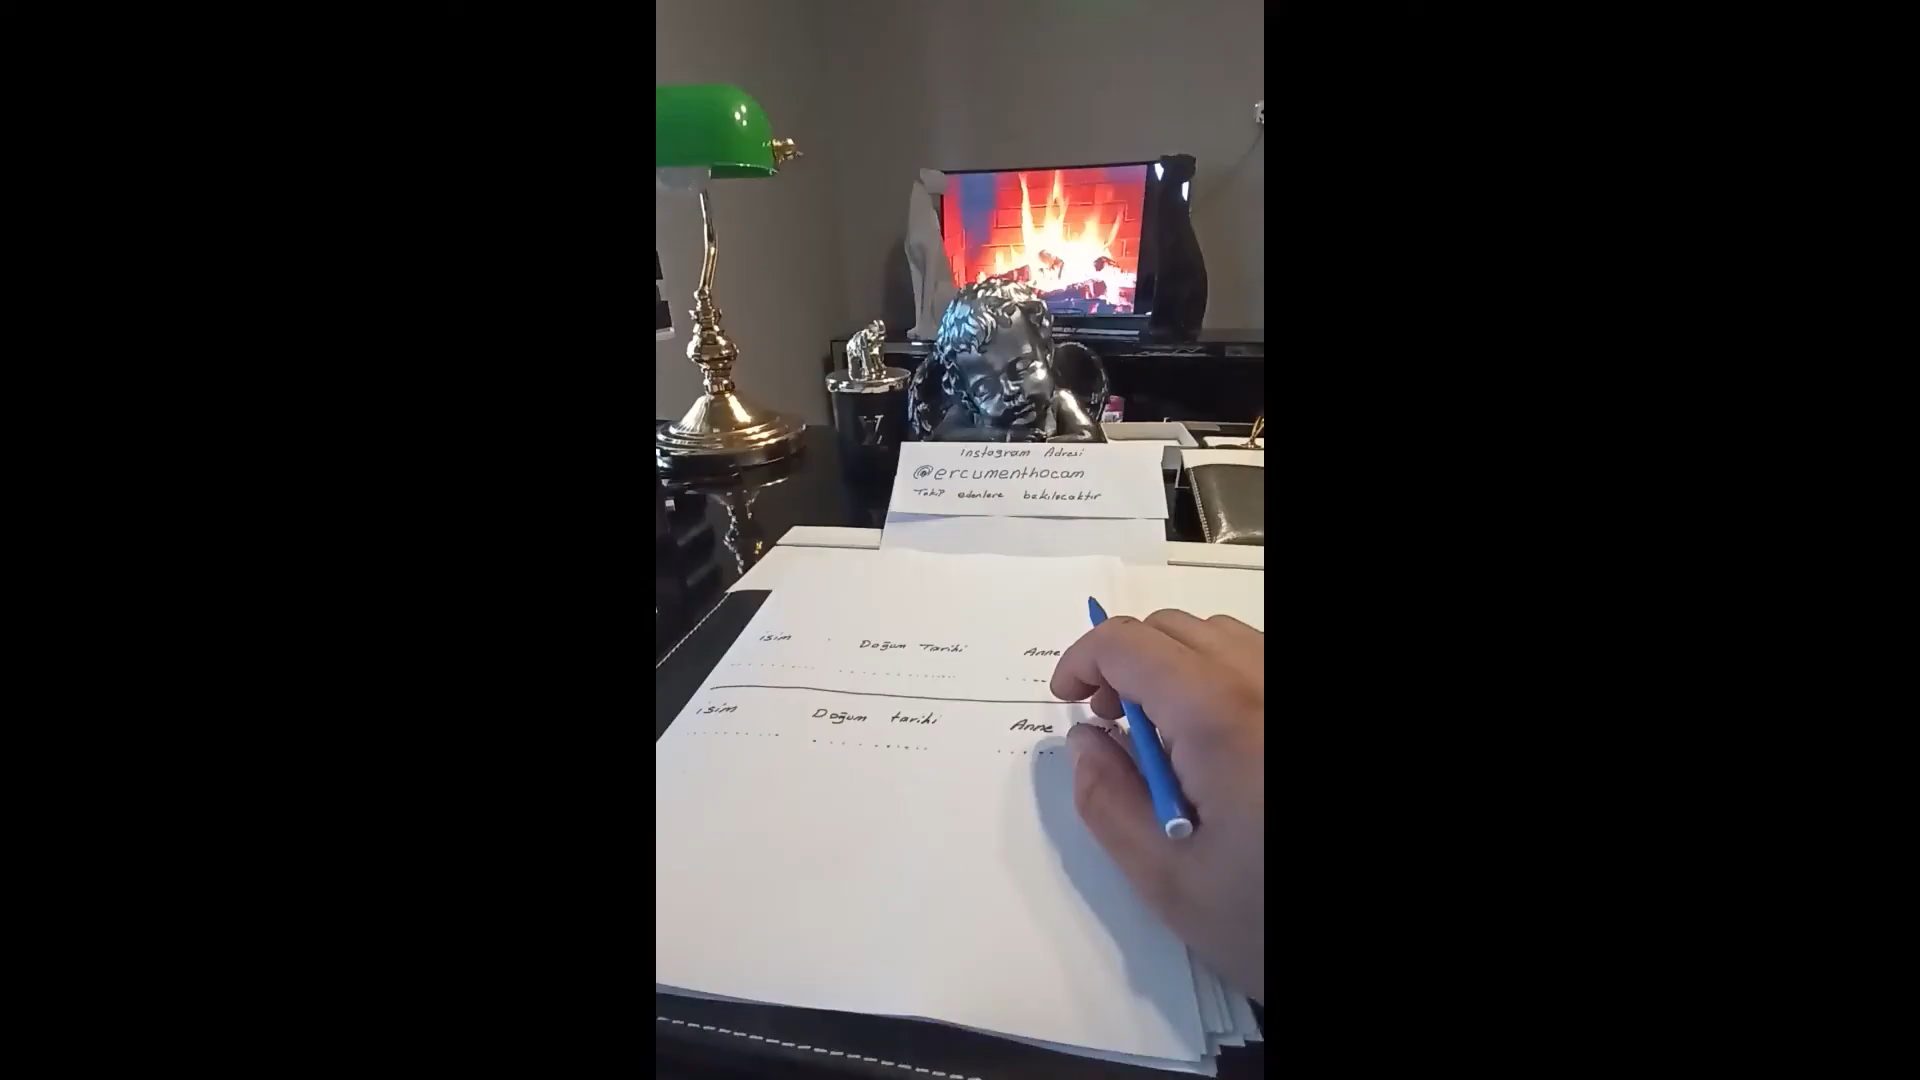 instagram Adresi
@ercumenthocam
Takip edenlere bakılacaktır
isim Doğum Tarihi Anne
isim Doğum tarihi Anne